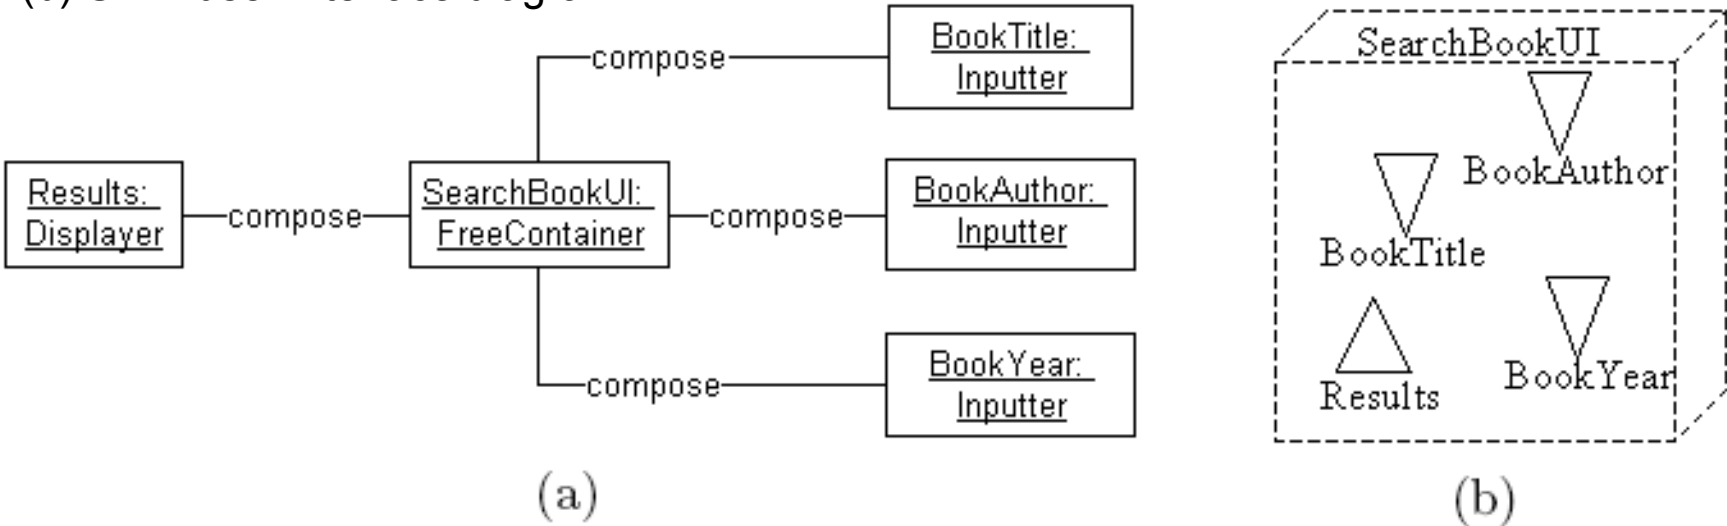 BookTitle:
Inputter
compose
Results:
Displayer
compose
SearchBookUI:
FreeContainer
compose
BookAuthor:
Inputter
compose
BookYear:
Inputter
(a)
SearchBookUI
BookAuthor
BookTitle
Results
BookYear
(b)